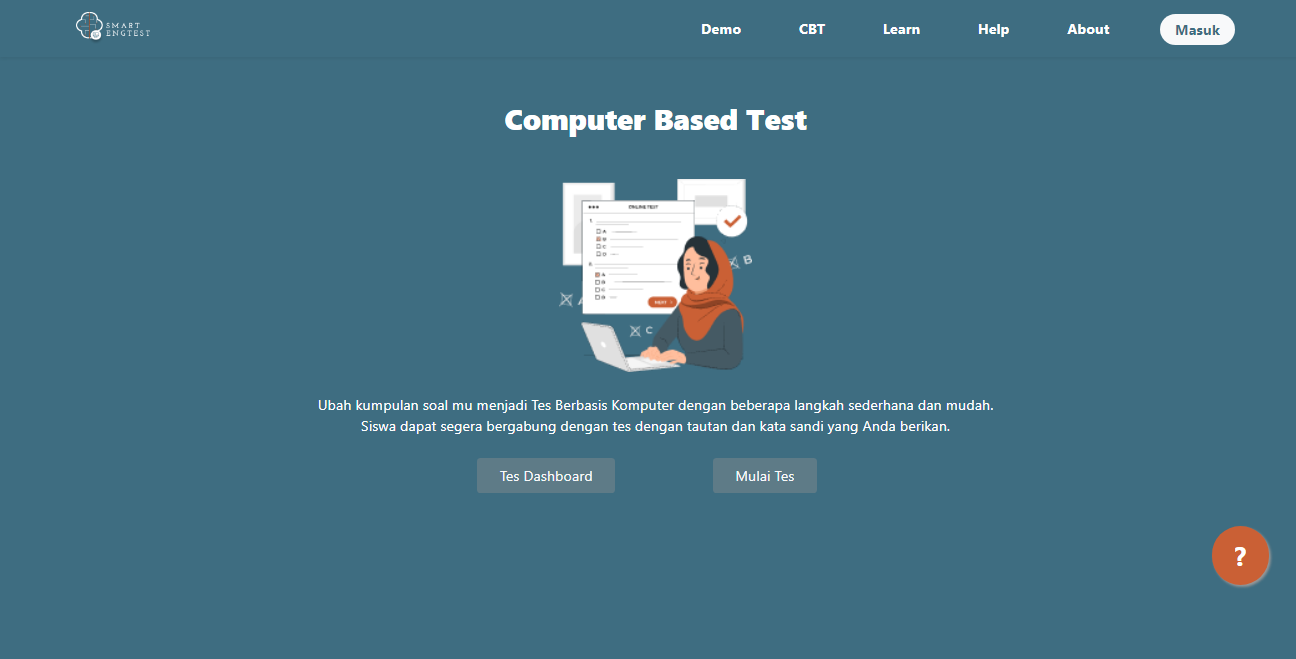 SMART
ENGTEST
Demo
CBT
Learn
Help
About
Masuk
Computer Based Test
ONLINE TEST
1.
A
B
C
D
2.
A
B
C
D
NEXT
B
A
C
Ubah kumpulan soal mu menjadi Tes Berbasis Komputer dengan beberapa langkah sederhana dan mudah.
Siswa dapat segera bergabung dengan tes dengan tautan dan kata sandi yang Anda berikan.
Tes Dashboard
Mulai Tes
?